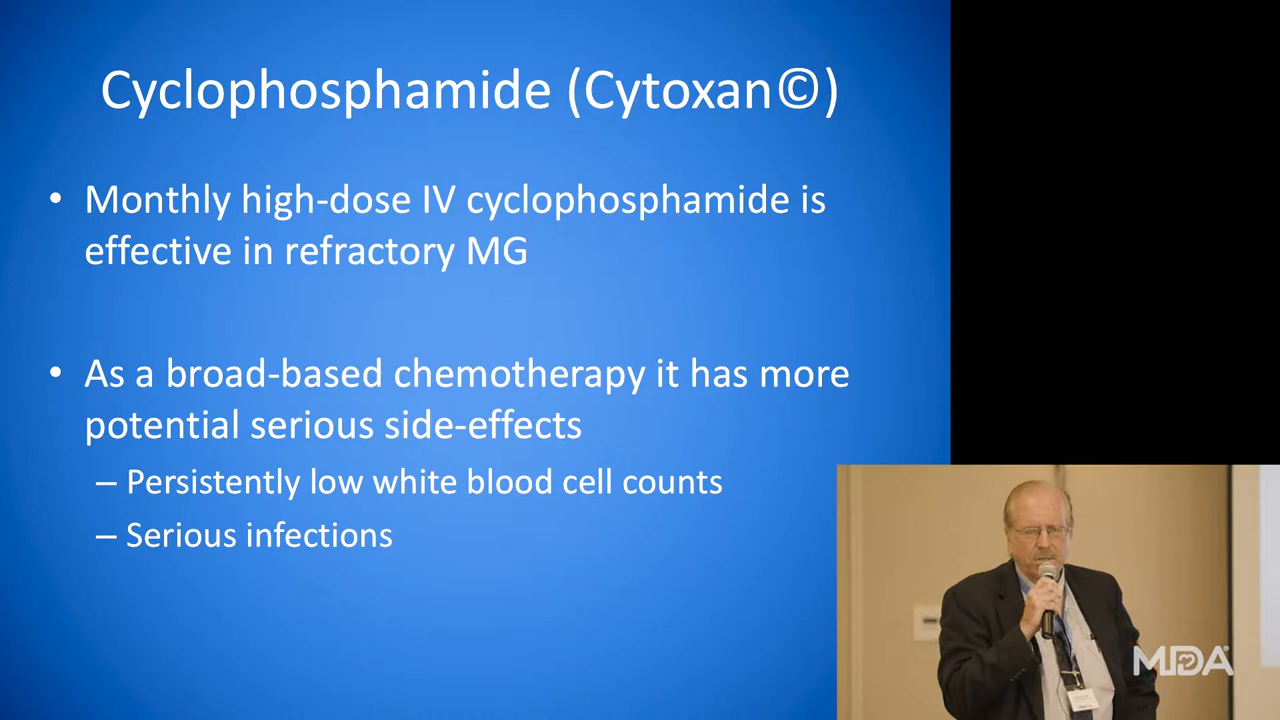 Cyclophosphamide (Cytoxan©)
• Monthly high-dose IV cyclophosphamide is
effective in refractory MG
• As a broad-based chemotherapy it has more
potential serious side-effects
– Persistently low white blood cell counts
– Serious infections
MDA